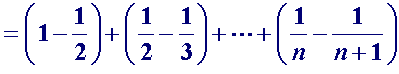 = (1 − 1/2) + (1/2 − 1/3) + ⋯ + (1/n − 1/(n+1))